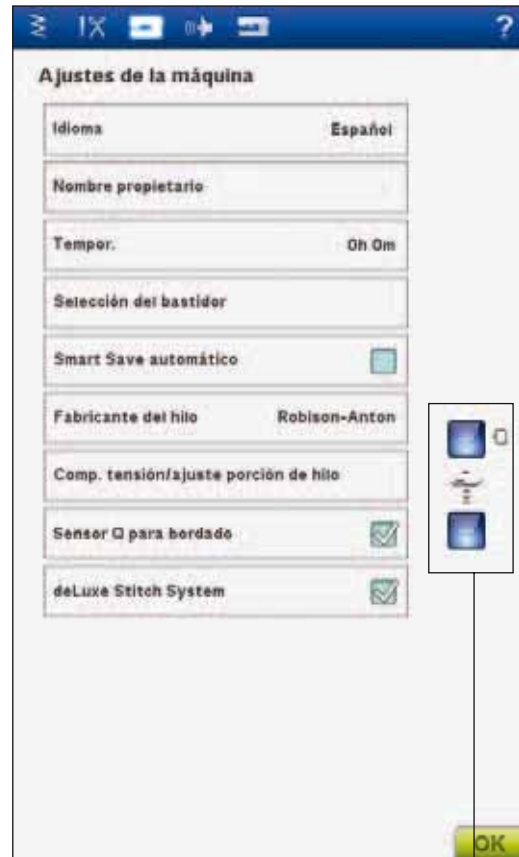 ?
Ajustes de la máquina
Idioma Español
Nombre propietario
Tempor. 0h 0m
Selección del bastidor
Smart Save automático
Fabricante del hilo Robison-Anton
Comp. tensión/ajuste porción de hilo
Sensor Q para bordado
Q
deLuxe Stitch System
OK